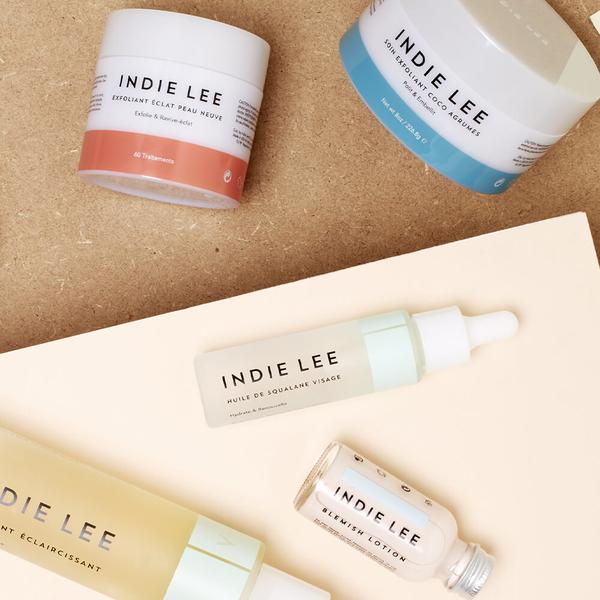 INDIE LEE
EXFOLIANT ÉCLAT PEAU NEUVE
Exfolie & Ravive-éclat
60 Traitements
INDIE LEE
SOIN EXFOLIANT COCO AGRUMES
Polit & Embellit
Net wt. 8oz / 226.8g
INDIE LEE
HUILE DE SQUALANE VISAGE
Hydrate & Renouvelle
INDIE LEE
BLEMISH LOTION
DIE LEE
NT ÉCLAIRCISSANT